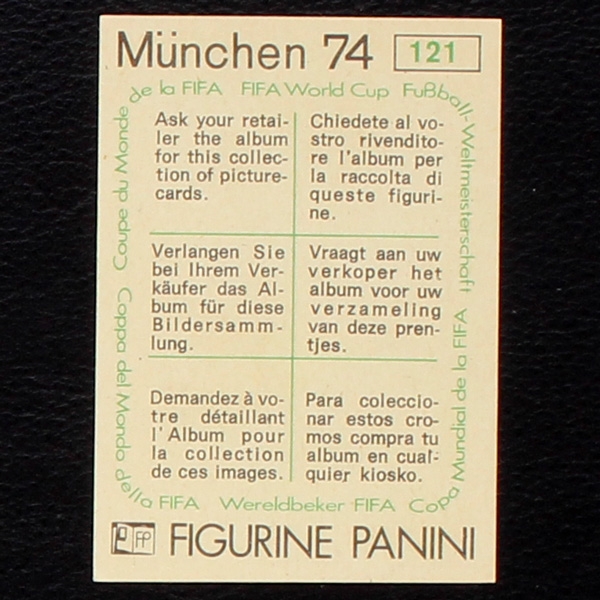 München 74 121
de la FIFA FIFA World Cup Fußball-Weltmeisterschaft
Ask your retai-
ler the album
for this collec-
tion of picture-
cards.
Chiedete al vo-
stro rivendito-
re l'album per
la raccolta di
queste figuri-
ne.
Verlangen Sie
bei Ihrem Ver-
käufer das Al-
bum für diese
Bildersamm-
lung.
Vraagt aan uw
verkoper het
album voor uw
verzameling
van deze pren-
tjes.
Demandez à vo-
tre détaillant
l'Album pour
la collection
de ces images.
Para coleccio-
nar estos cro-
mos compra tu
album en cual-
quier kiosko.
Coupe du Monde
Coppa del Mondo della FIFA Wereldbeker FIFA Copa Mundial de la FIFA
FP FIGURINE PANINI